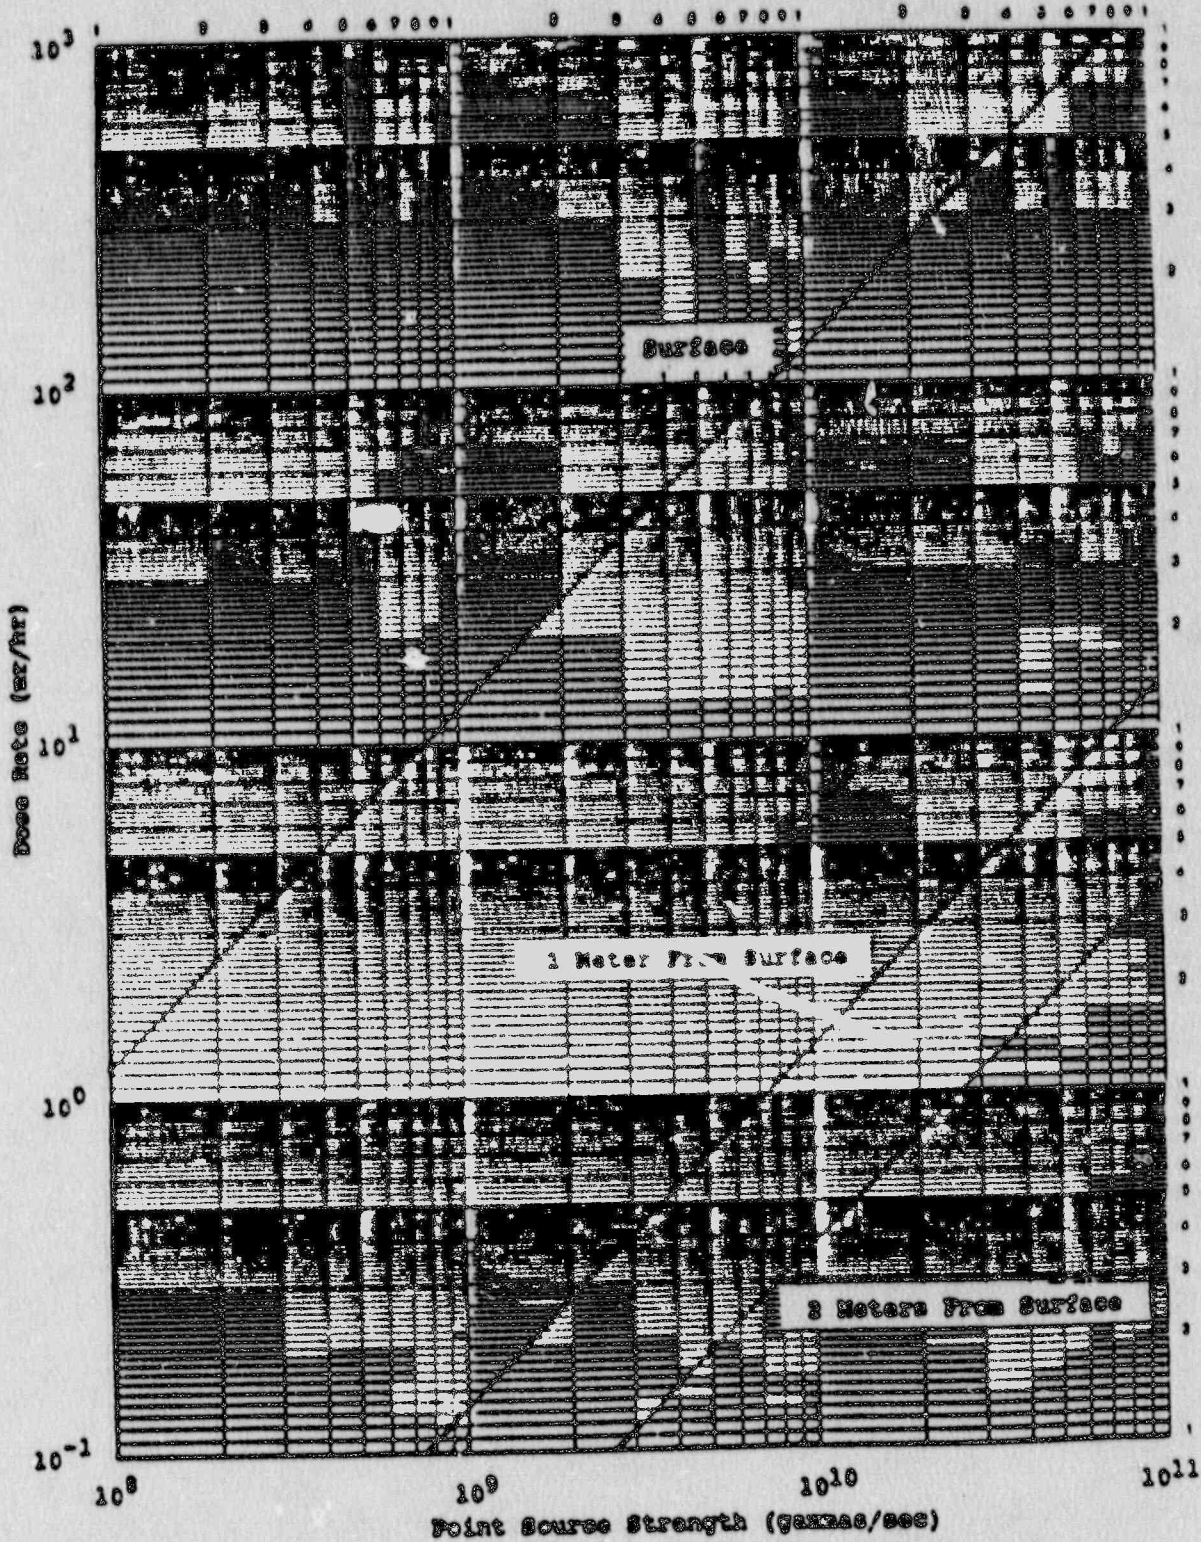 10³
10²
10¹
10⁰
10⁻¹
Dose Rate (mr/hr)
Surface
1 Meter From Surface
2 Meters From Surface
10⁸ 10⁹ 10¹⁰ 10¹¹
Point Source Strength (gammas/sec)